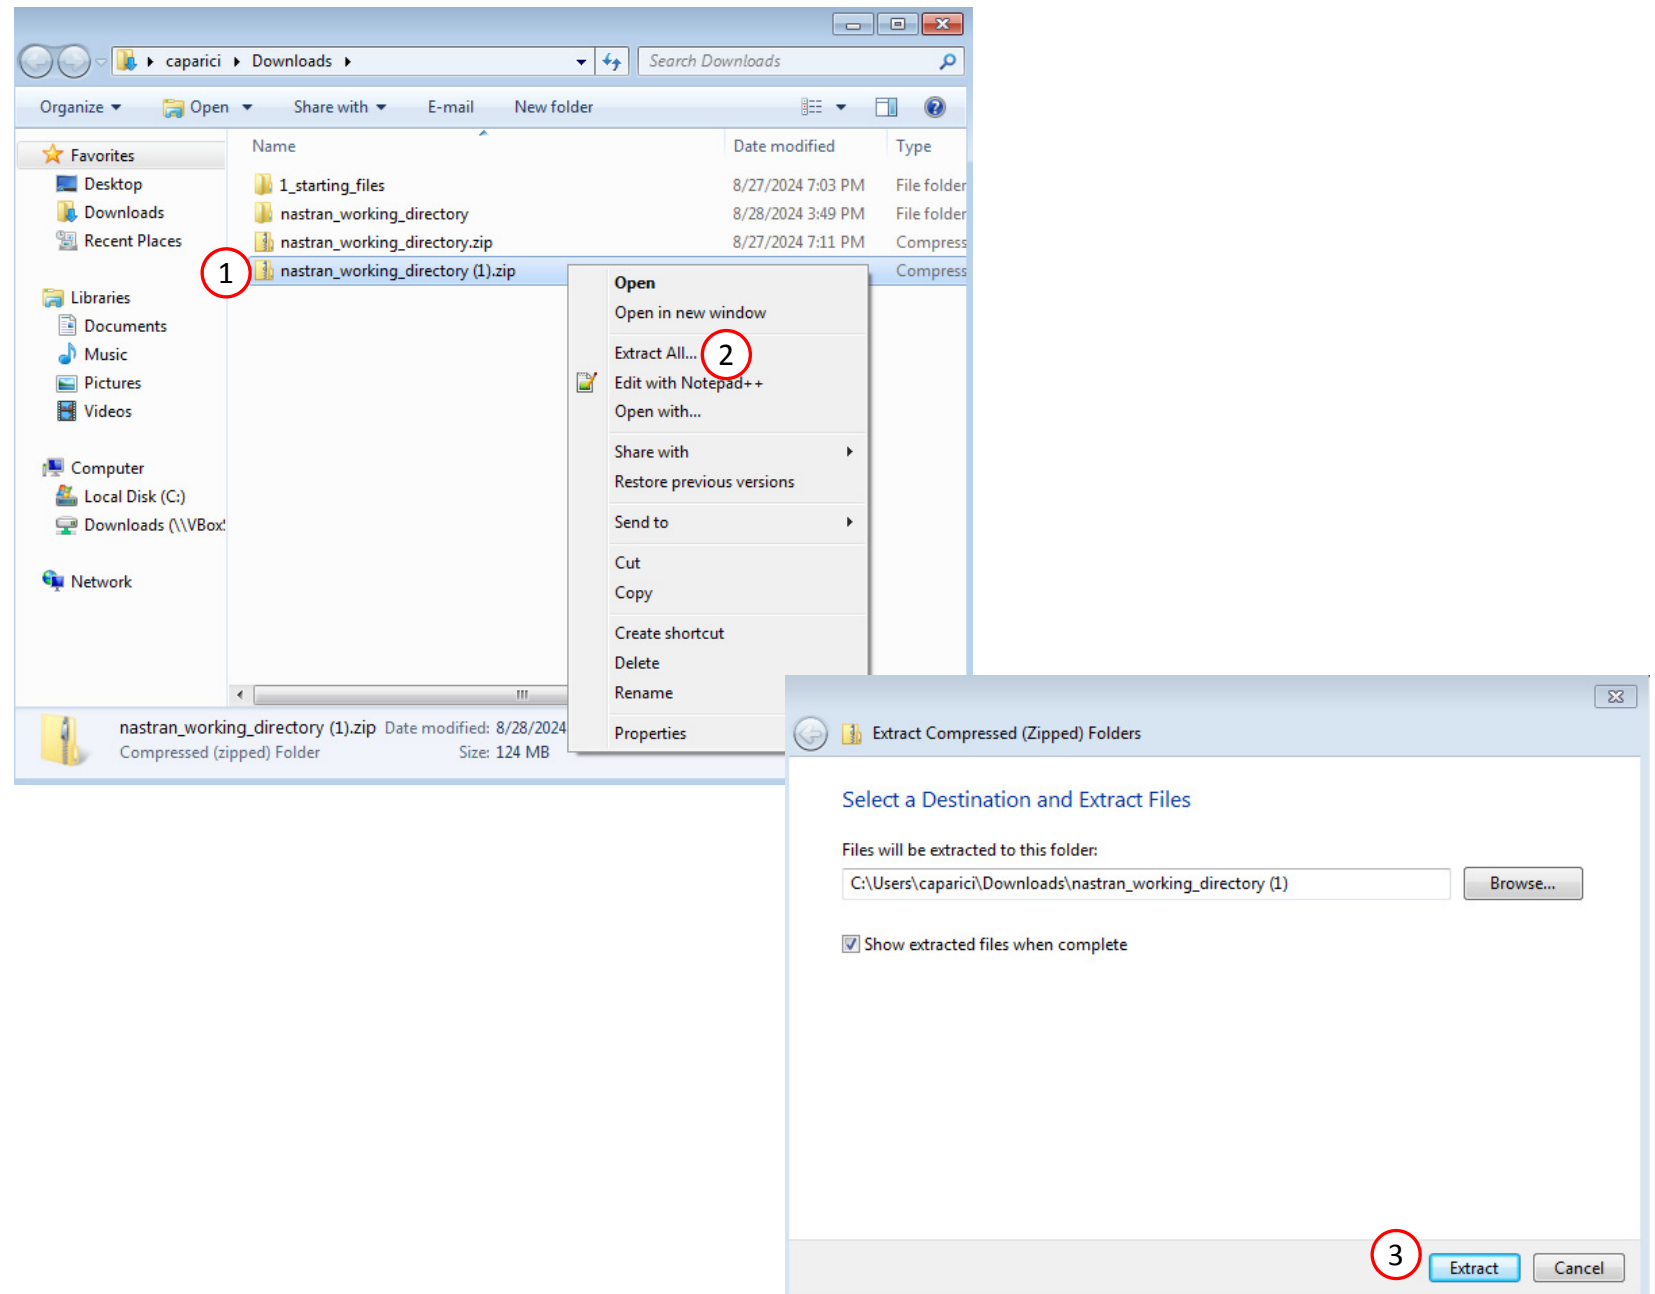 caparici Downloads
Search Downloads
Organize Open Share with E-mail New folder
Name Date modified Type
Favorites
Desktop
Downloads
Recent Places
Libraries
Documents
Music
Pictures
Videos
Computer
Local Disk (C:)
Downloads (\\VBox
Network
1_starting_files 8/27/2024 7:03 PM File folder
nastran_working_directory 8/28/2024 3:49 PM File folder
nastran_working_directory.zip 8/27/2024 7:11 PM Compress
1 nastran_working_directory (1).zip Compress
Open
Open in new window
Extract All... 2
Edit with Notepad++
Open with...
Share with
Restore previous versions
Send to
Cut
Copy
Create shortcut
Delete
Rename
Properties
nastran_working_directory (1).zip Date modified: 8/28/2024
Compressed (zipped) Folder Size: 124 MB
Extract Compressed (Zipped) Folders
Select a Destination and Extract Files
Files will be extracted to this folder:
C:\Users\caparici\Downloads\nastran_working_directory (1) Browse...
Show extracted files when complete
3 Extract Cancel